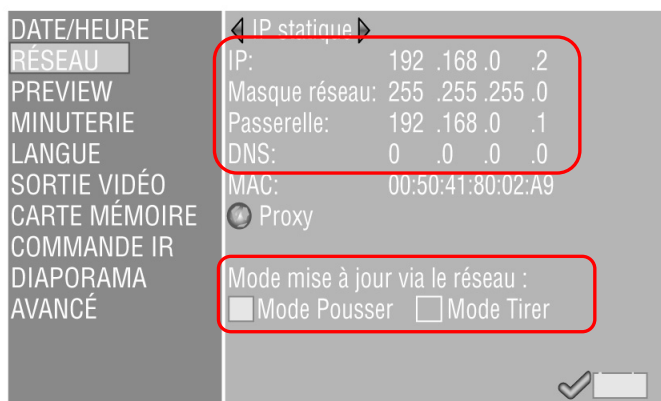 DATE/HEURE
RÉSEAU
PREVIEW
MINUTERIE
LANGUE
SORTIE VIDÉO
CARTE MÉMOIRE
COMMANDE IR
DIAPORAMA
AVANCÉ
IP statique
IP: 192 .168 .0 .2
Masque réseau: 255 .255 .255 .0
Passerelle: 192 .168 .0 .1
DNS: 0 .0 .0 .0
MAC: 00:50:41:80:02:A9
Proxy
Mode mise à jour via le réseau :
Mode Pousser Mode Tirer